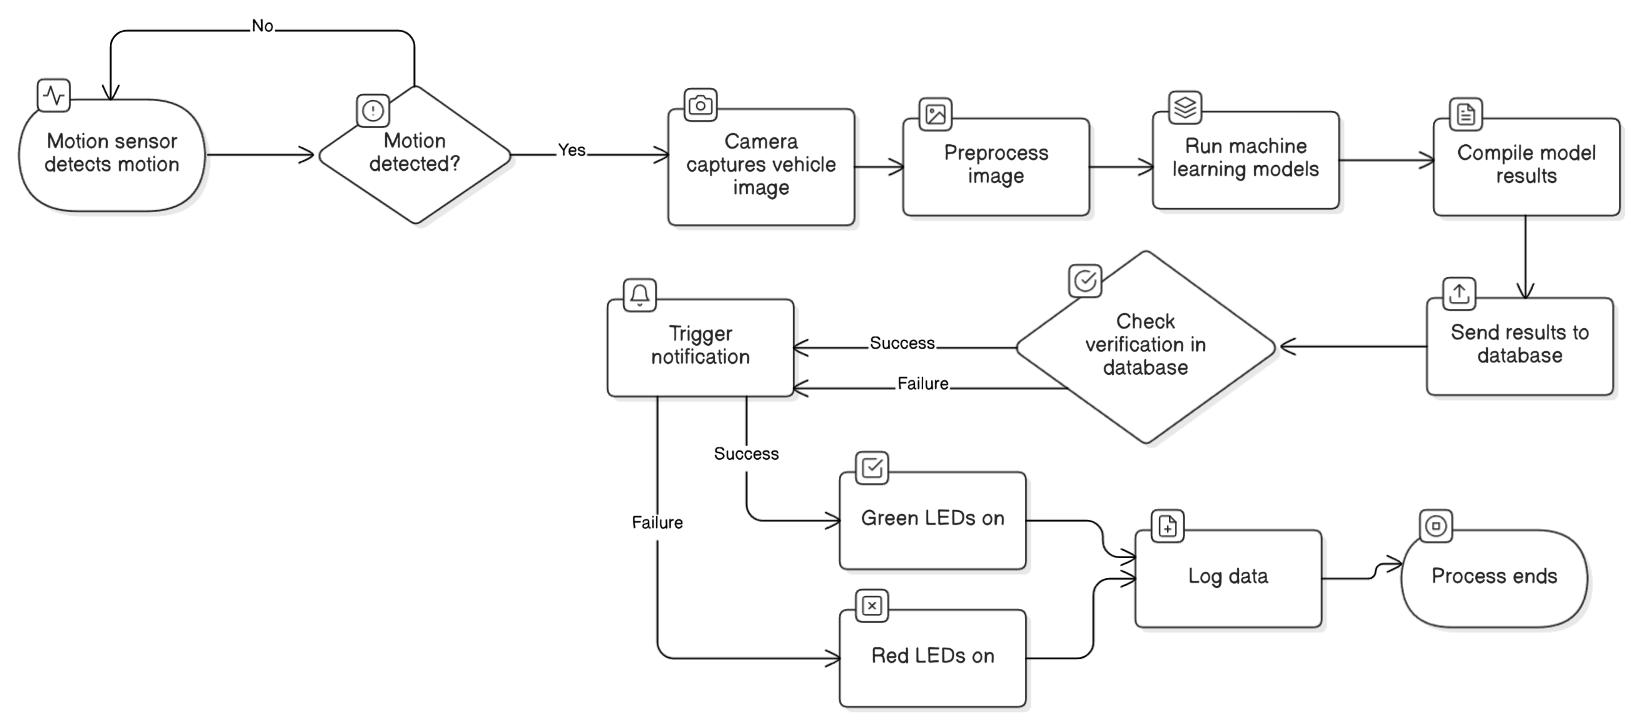 No
Motion sensor
detects motion
Motion
detected?
Yes
Camera
captures vehicle
image
Preprocess
image
Run machine
learning models
Compile model
results
Send results to
database
Check
verification in
database
Success
Failure
Trigger
notification
Success
Failure
Green LEDs on
Red LEDs on
Log data
Process ends